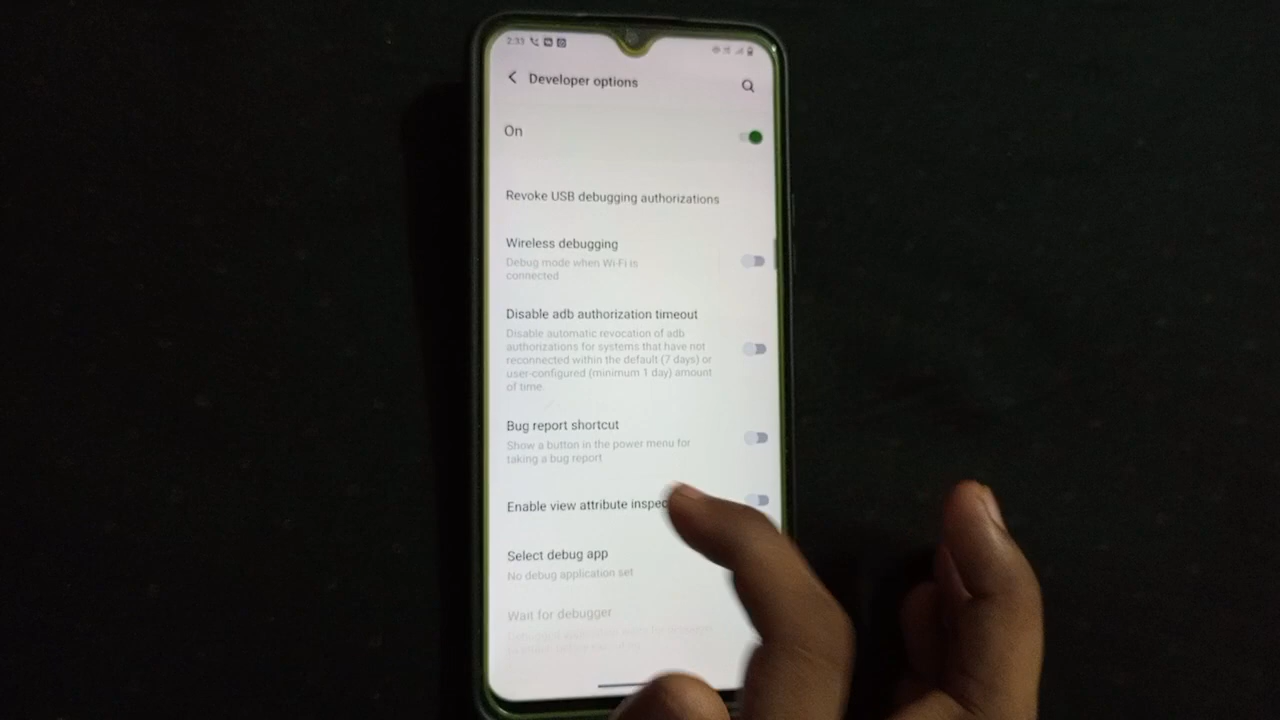 2:33
Developer options
On
Revoke USB debugging authorizations
Wireless debugging
Debug mode when Wi-Fi is
connected
Disable adb authorization timeout
Disable automatic revocation of adb
authorizations for systems that have not
reconnected within the default (7 days) or
user-configured (minimum 1 day) amount
of time.
Bug report shortcut
Show a button in the power menu for
taking a bug report
Enable view attribute inspec
Select debug app
No debug application set
Wait for debugger